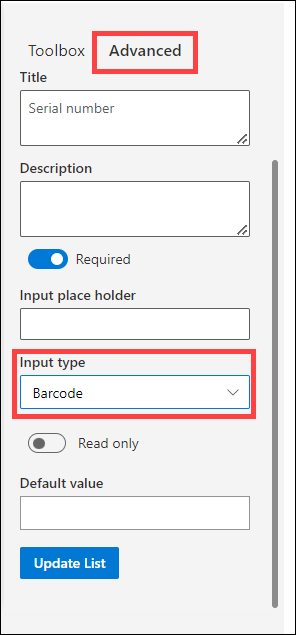 Toolbox Advanced
Title
Serial number
Description
Required
Input place holder
Input type
Barcode
Read only
Default value
Update List